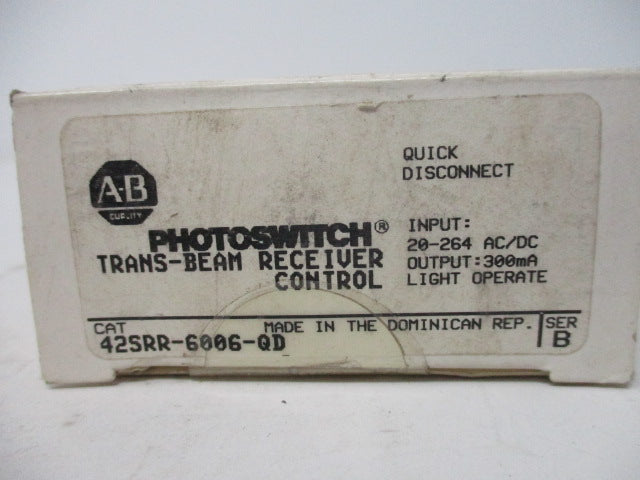 A-B
QUALITY
PHOTOSWITCH®
TRANS-BEAM RECEIVER
CONTROL
QUICK
DISCONNECT
INPUT:
20-264 AC/DC
OUTPUT:300mA
LIGHT OPERATE
CAT
MADE IN THE DOMINICAN REP.
SER
42SRR-6006-QD
B